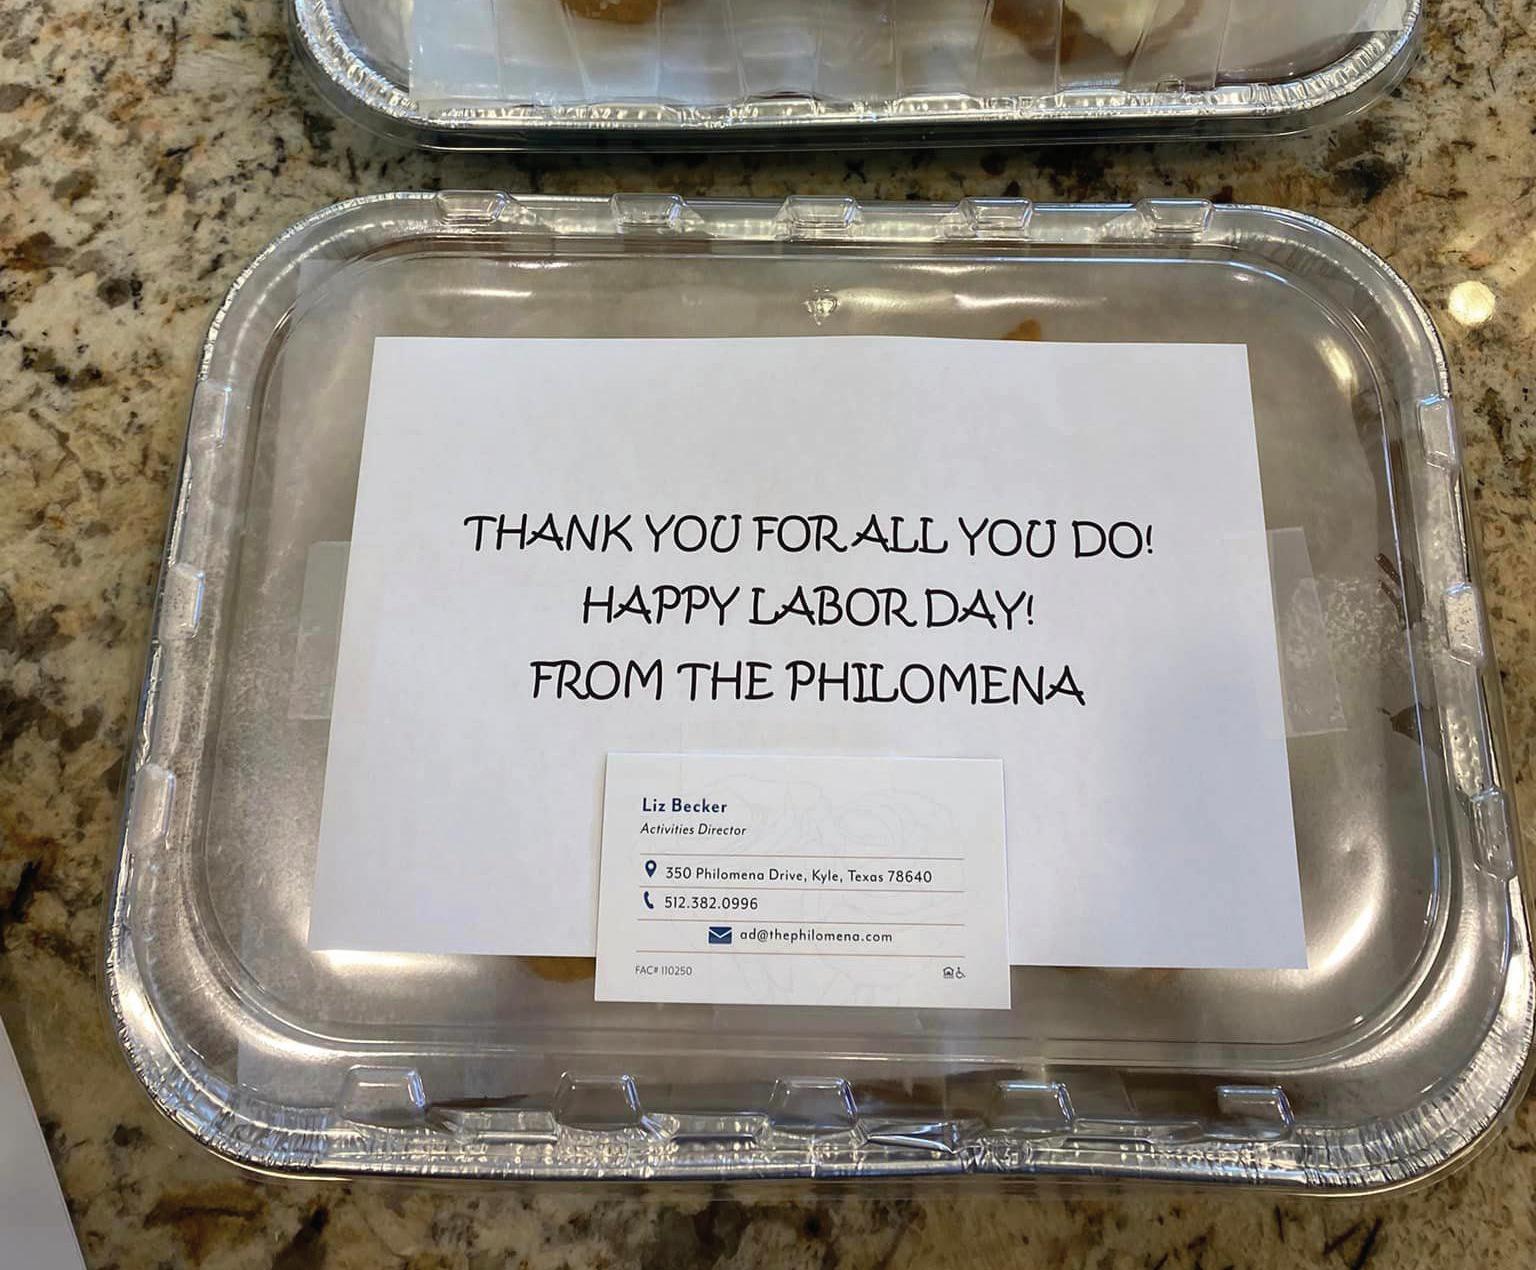 THANK YOU FOR ALL YOU DO!
HAPPY LABOR DAY!
FROM THE PHILOMENA
Liz Becker
Activities Director
350 Philomena Drive, Kyle, Texas 78640
512.382.0996
ad@thephilomena.com
FAC# 110250